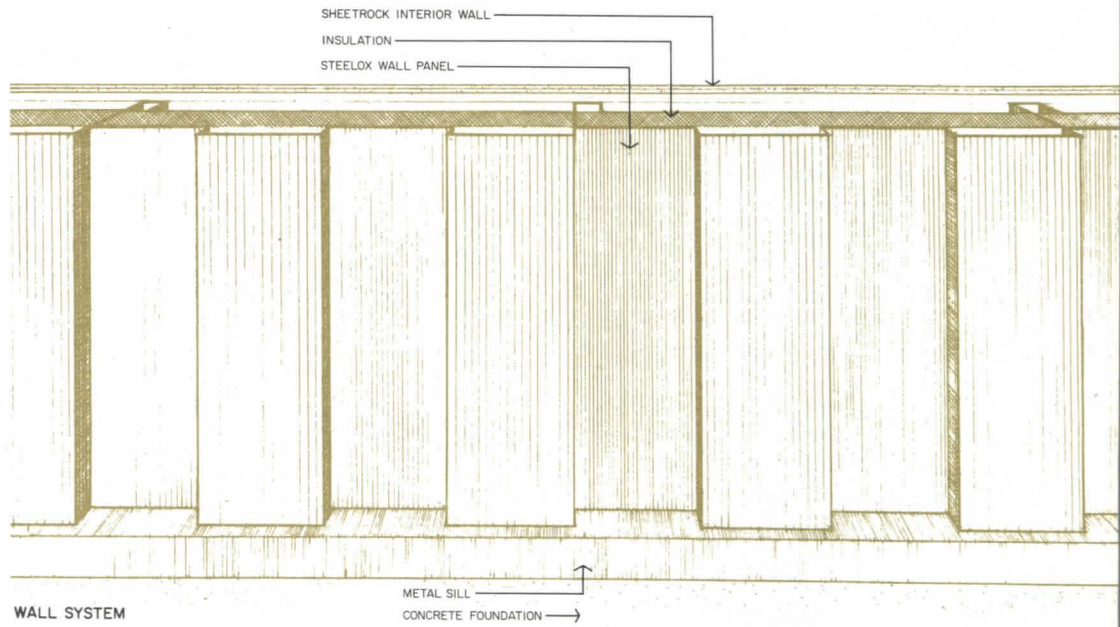 SHEETROCK INTERIOR WALL
INSULATION
STEELOX WALL PANEL
METAL SILL
WALL SYSTEM
CONCRETE FOUNDATION